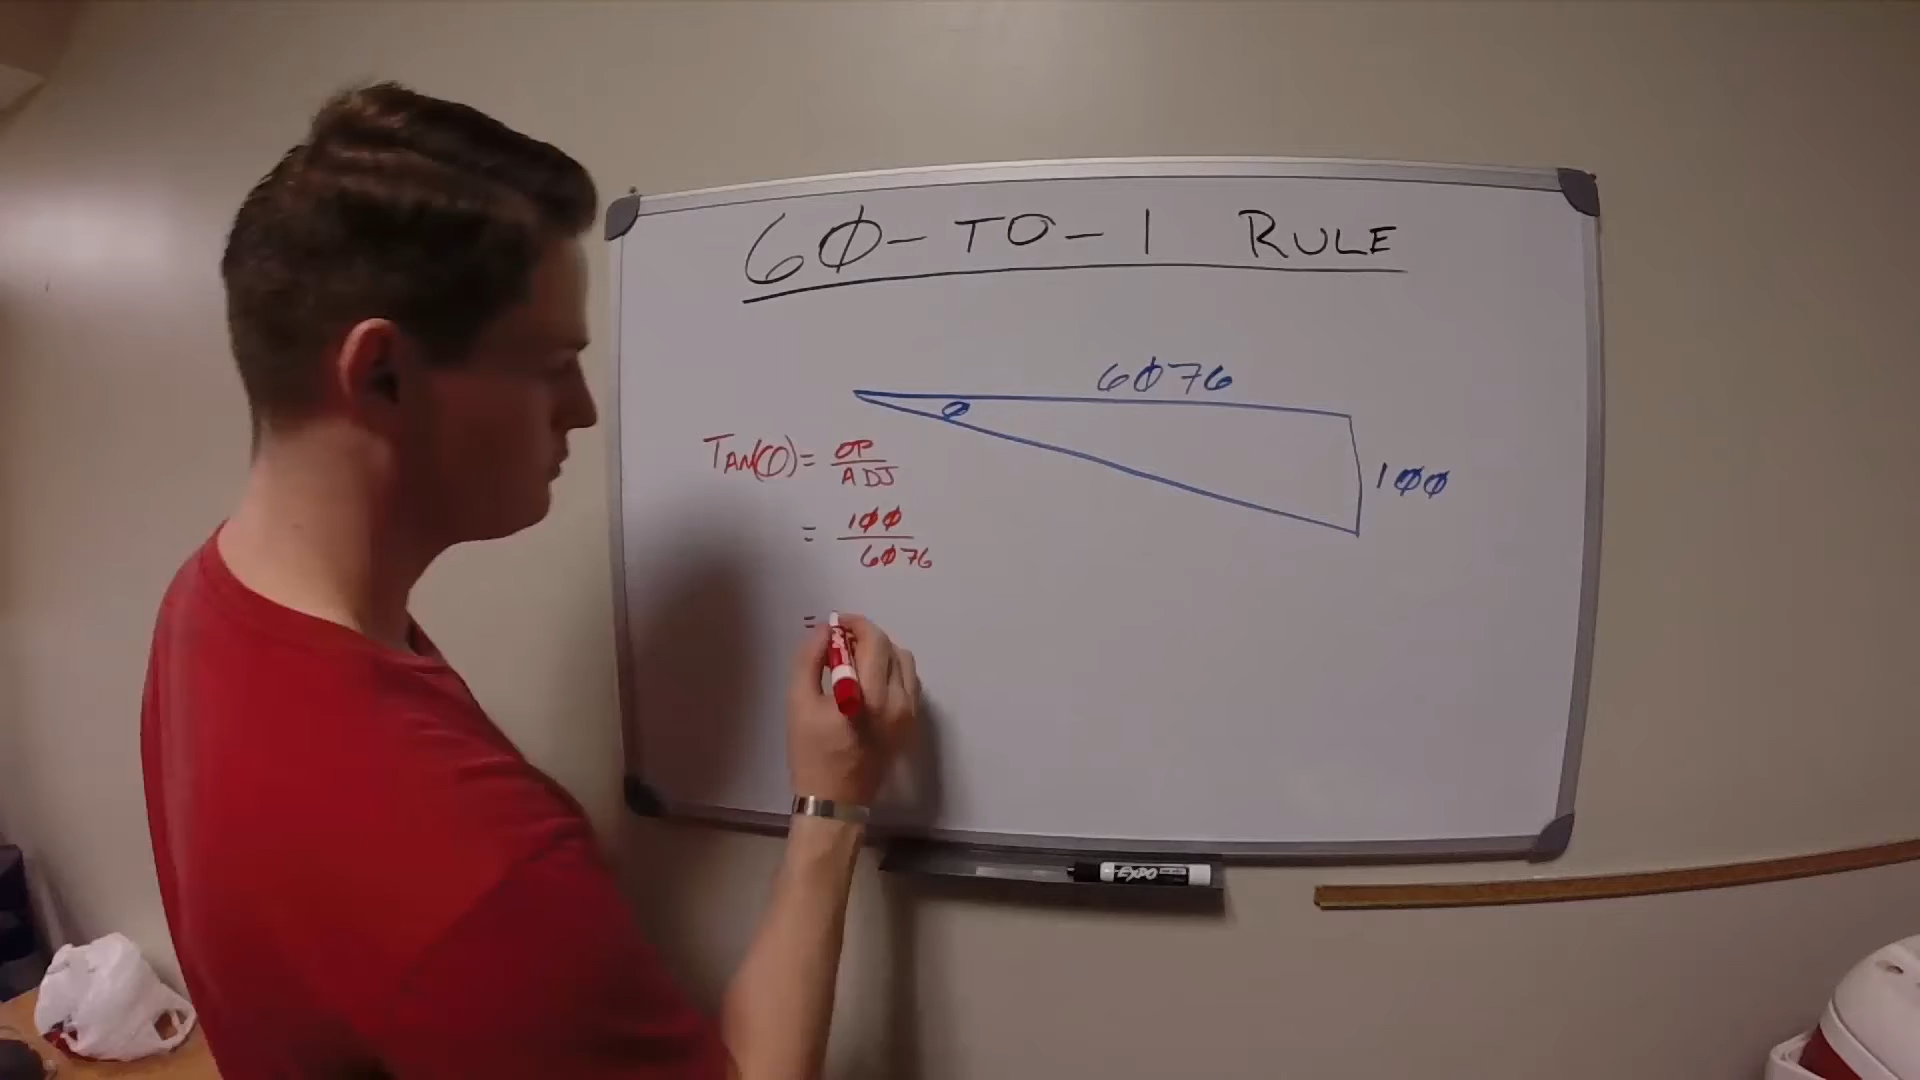 6Ø-TO-1 RULE
6Ø76
Ø
1ØØ
TAN(Ø)= OP
ADJ
= 1ØØ
6Ø76
=
EXPO